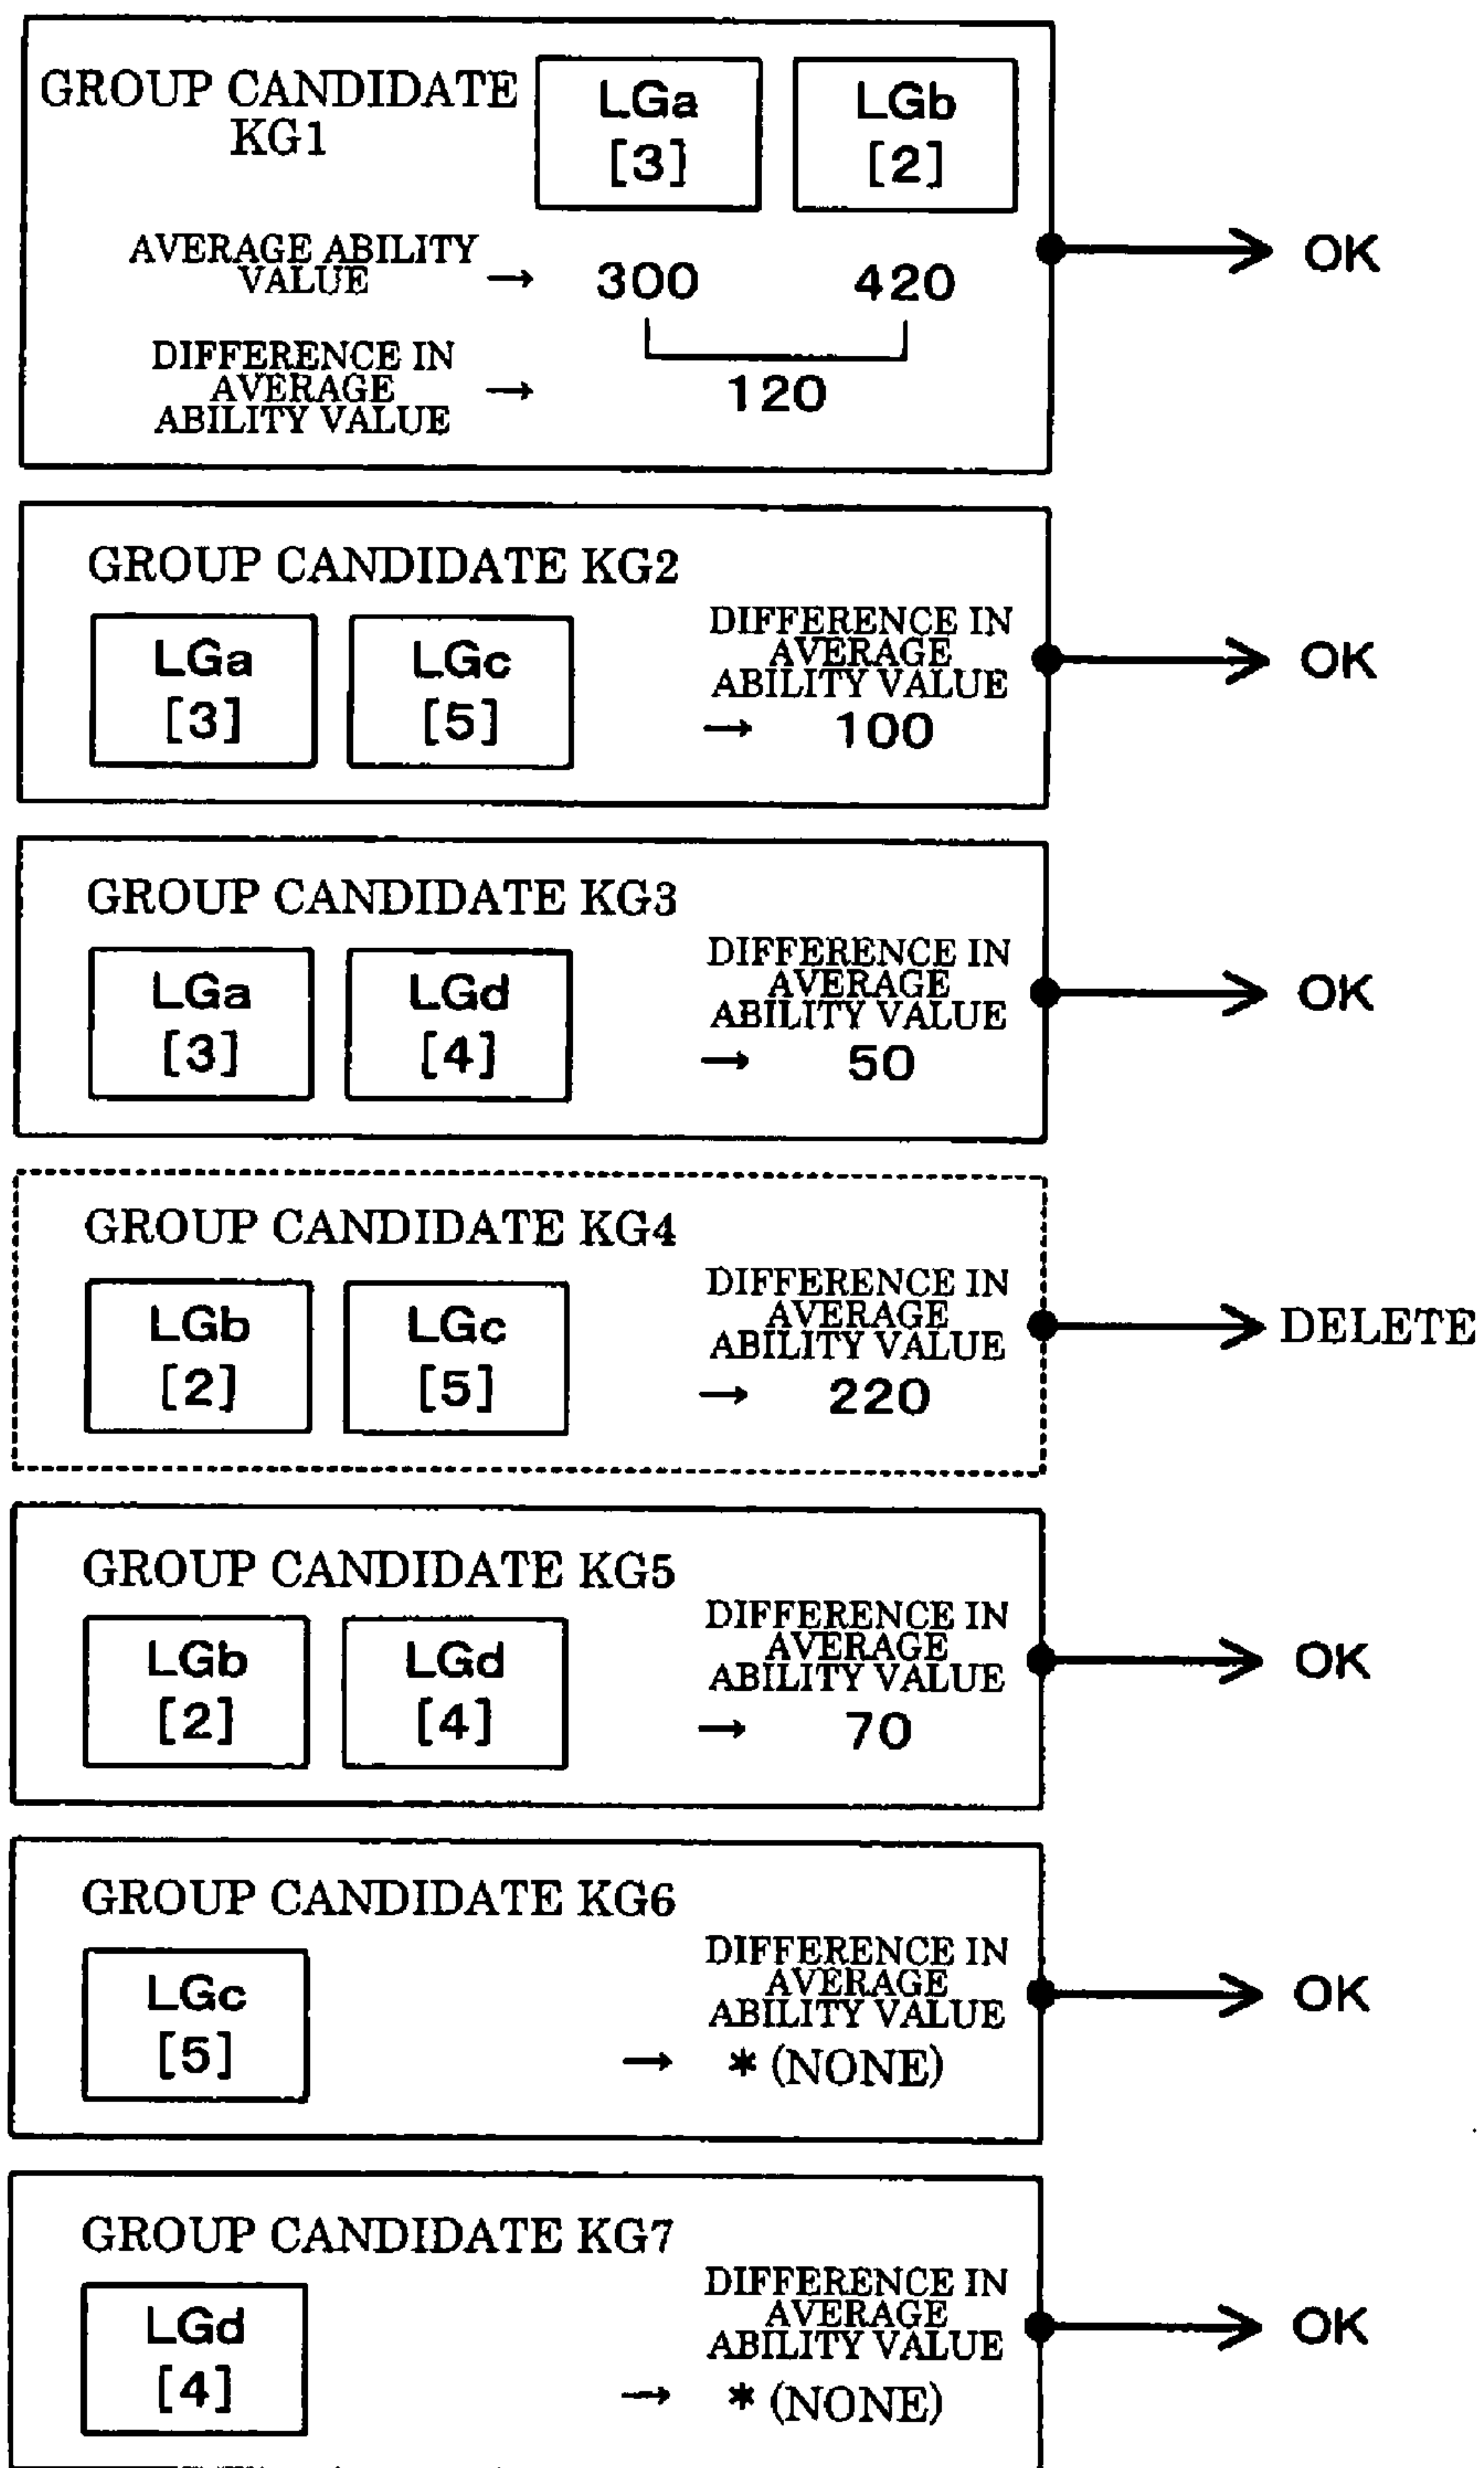 GROUP CANDIDATE
KG1
LGa
[3]
LGb
[2]
AVERAGE ABILITY
VALUE → 300 420
DIFFERENCE IN
AVERAGE
ABILITY VALUE
→ 120
OK
GROUP CANDIDATE KG2
LGa
[3]
LGc
[5]
DIFFERENCE IN
AVERAGE
ABILITY VALUE
→ 100
OK
GROUP CANDIDATE KG3
LGa
[3]
LGd
[4]
DIFFERENCE IN
AVERAGE
ABILITY VALUE
→ 50
OK
GROUP CANDIDATE KG4
LGb
[2]
LGc
[5]
DIFFERENCE IN
AVERAGE
ABILITY VALUE
→ 220
DELETE
GROUP CANDIDATE KG5
LGb
[2]
LGd
[4]
DIFFERENCE IN
AVERAGE
ABILITY VALUE
→ 70
OK
GROUP CANDIDATE KG6
LGc
[5]
DIFFERENCE IN
AVERAGE
ABILITY VALUE
→ * (NONE)
OK
GROUP CANDIDATE KG7
LGd
[4]
DIFFERENCE IN
AVERAGE
ABILITY VALUE
→ * (NONE)
OK